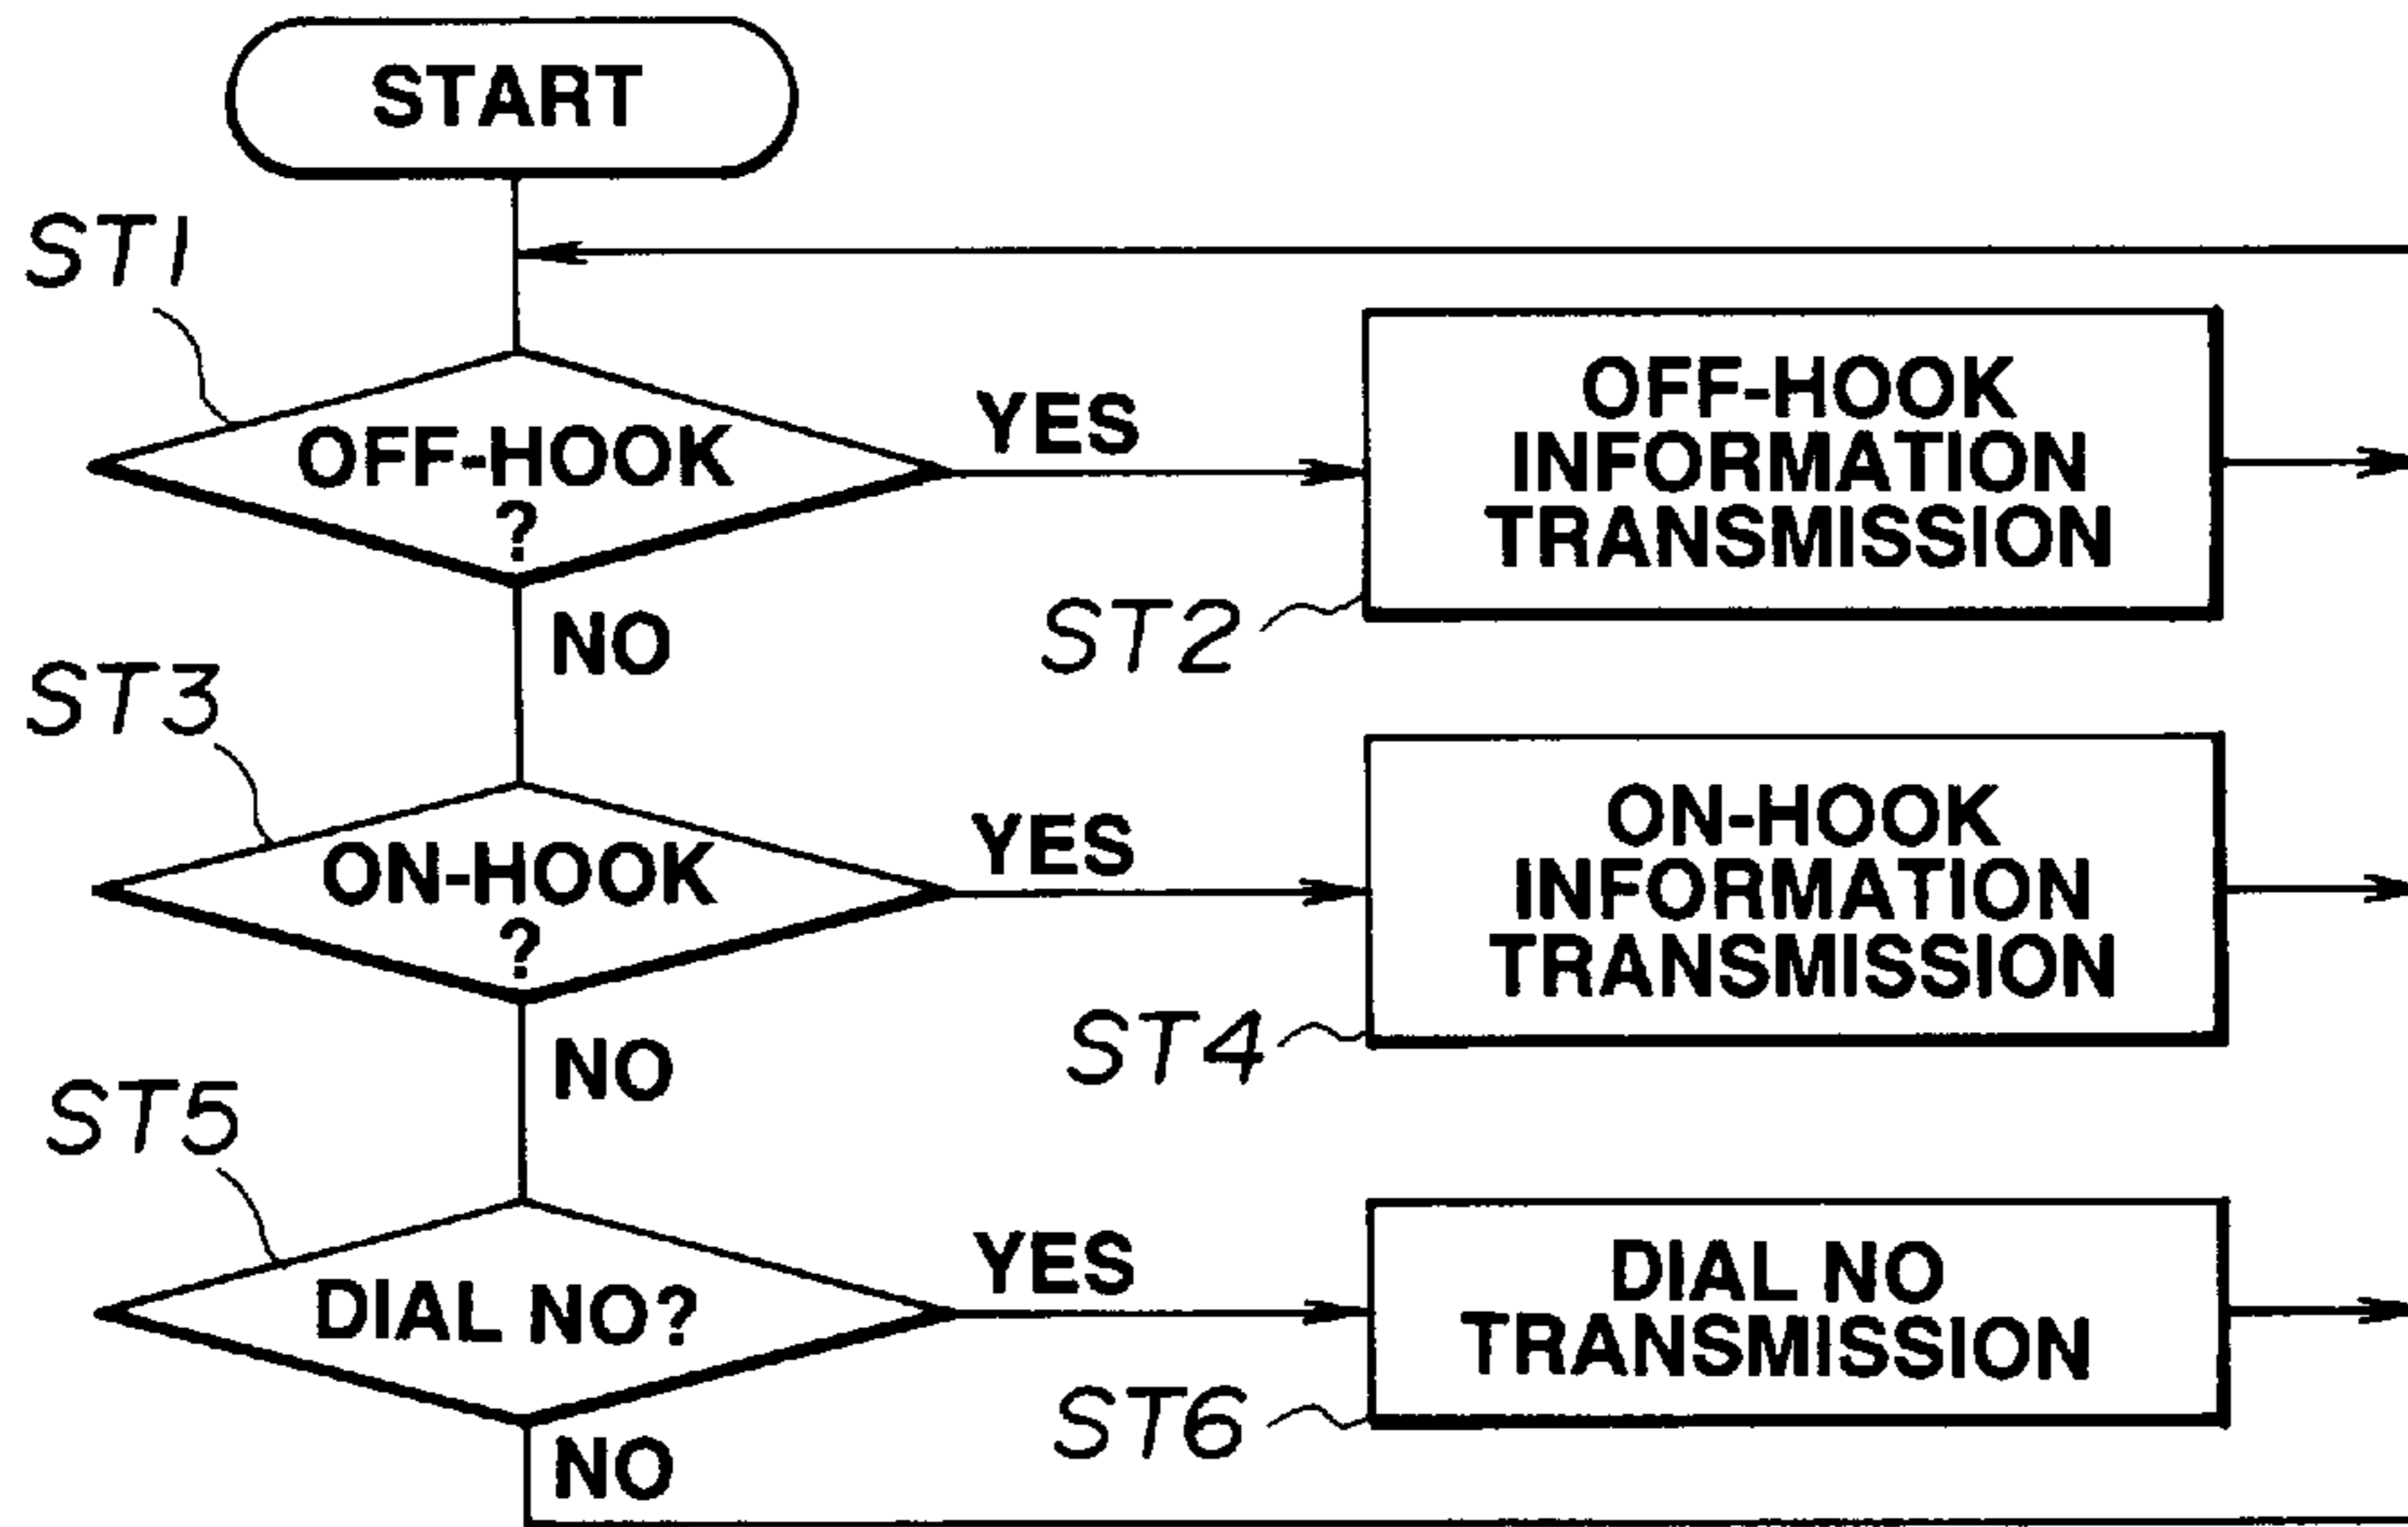 START
ST1
OFF-HOOK
?
YES
OFF-HOOK
INFORMATION
TRANSMISSION
ST2
NO
ST3
ON-HOOK
?
YES
ON-HOOK
INFORMATION
TRANSMISSION
ST4
NO
ST5
DIAL NO?
YES
DIAL NO
TRANSMISSION
ST6
NO